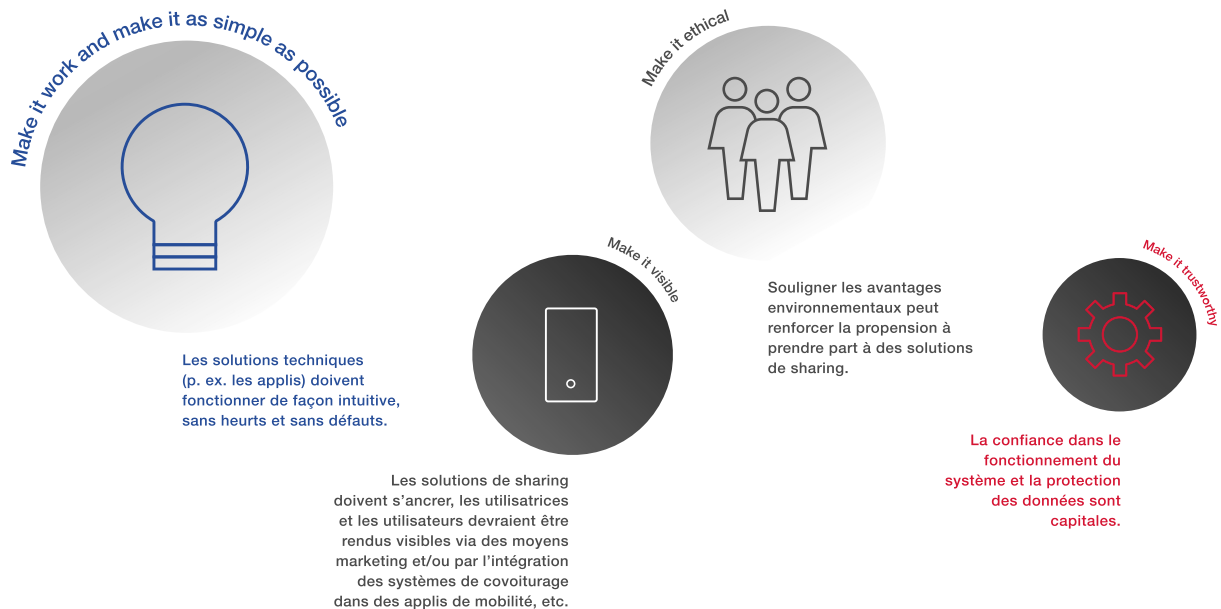 Make it work and make it as simple as possible
Les solutions techniques
(p. ex. les applis) doivent
fonctionner de façon intuitive,
sans heurts et sans défauts.
Make it visible
Les solutions de sharing
doivent s’ancrer, les utilisatrices
et les utilisateurs devraient être
rendus visibles via des moyens
marketing et/ou par l’intégration
des systèmes de covoiturage
dans des applis de mobilité, etc.
Make it ethical
Souligner les avantages
environnementaux peut
renforcer la propension à
prendre part à des solutions
de sharing.
Make it trustworthy
La confiance dans le
fonctionnement du
système et la protection
des données sont
capitales.